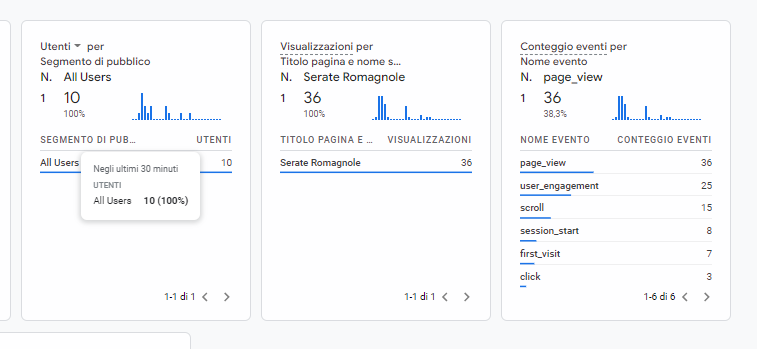 Utenti per
Segmento di pubblico
N. All Users
1 10
100%
SEGMENTO DI PUB... UTENTI
All Users 10
Negli ultimi 30 minuti
UTENTI
All Users 10 (100%)
1-1 di 1
Visualizzazioni per
Titolo pagina e nome s...
N. Serate Romagnole
1 36
100%
TITOLO PAGINA E ... VISUALIZZAZIONI
Serate Romagnole 36
1-1 di 1
Conteggio eventi per
Nome evento
N. page_view
1 36
38,3%
NOME EVENTO CONTEGGIO EVENTI
page_view 36
user_engagement 25
scroll 15
session_start 8
first_visit 7
click 3
1-6 di 6